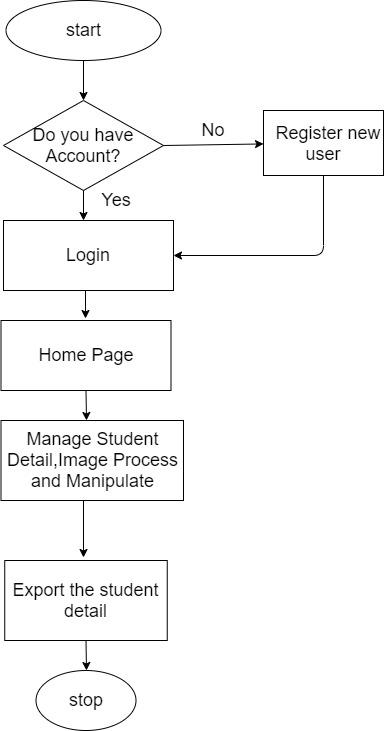 start
Do you have
Account?
No
Register new
user
Yes
Login
Home Page
Manage Student
Detail,Image Process
and Manipulate
Export the student
detail
stop